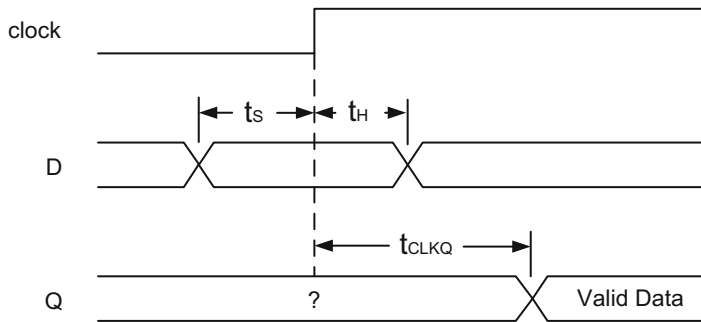 clock
tS tH
D
tCLKQ
Q ? Valid Data